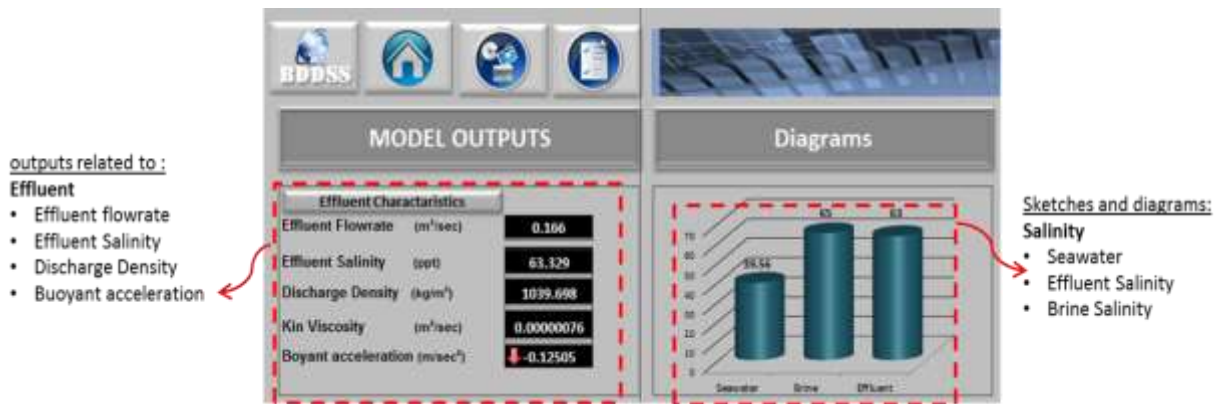 BDDSS
MODEL OUTPUTS
Diagrams
outputs related to :
Effluent
• Effluent flowrate
• Effluent Salinity
• Discharge Density
• Buoyant acceleration
Effluent Charactaristics
Effluent Flowrate (m³/sec) 0.166
Effluent Salinity (ppt) 63.329
Discharge Density (kg/m³) 1039.698
Kin Viscosity (m²/sec) 0.00000076
Boyant acceleration (m/sec²) -0.12505
70
60
50
40
30
20
10
0
39.56
65
63
Seawater Brine Effluent
Sketches and diagrams:
Salinity
• Seawater
• Effluent Salinity
• Brine Salinity